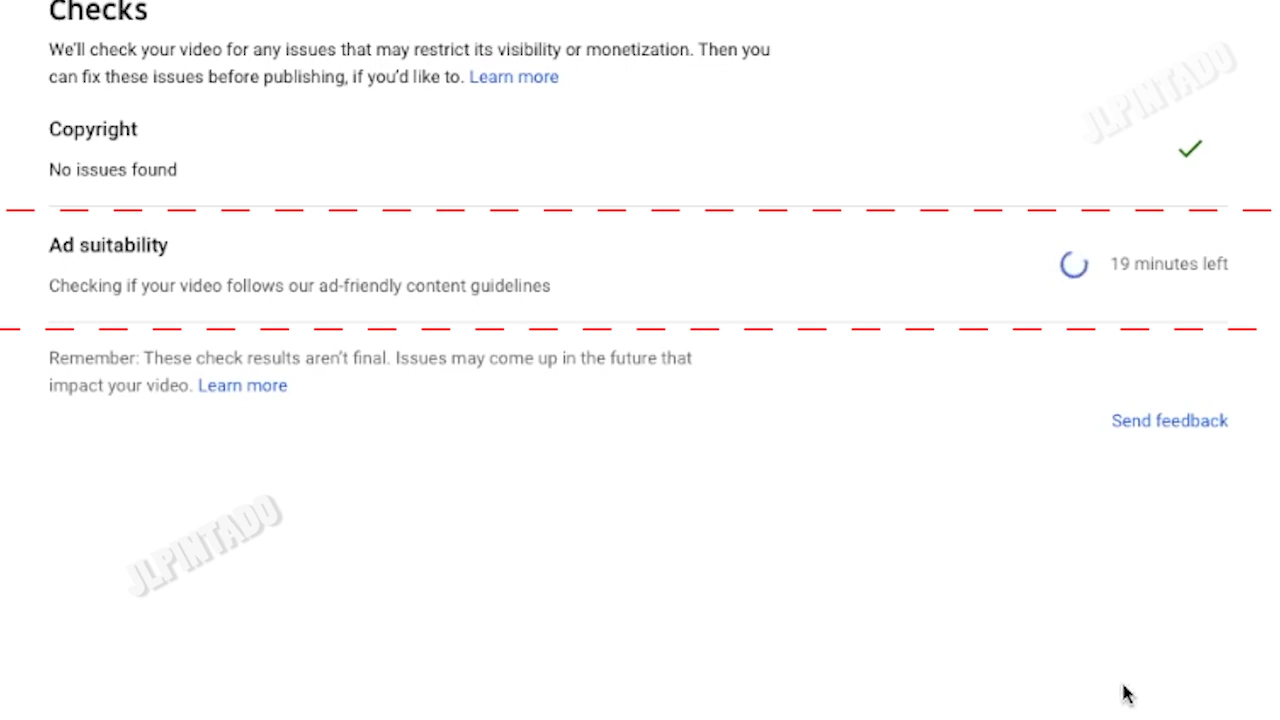 Checks
We'll check your video for any issues that may restrict its visibility or monetization. Then you
can fix these issues before publishing, if you'd like to. Learn more
JLPINTADO
Copyright
No issues found
Ad suitability
19 minutes left
Checking if your video follows our ad-friendly content guidelines
Remember: These check results aren't final. Issues may come up in the future that
impact your video. Learn more
Send feedback
JLPINTADO